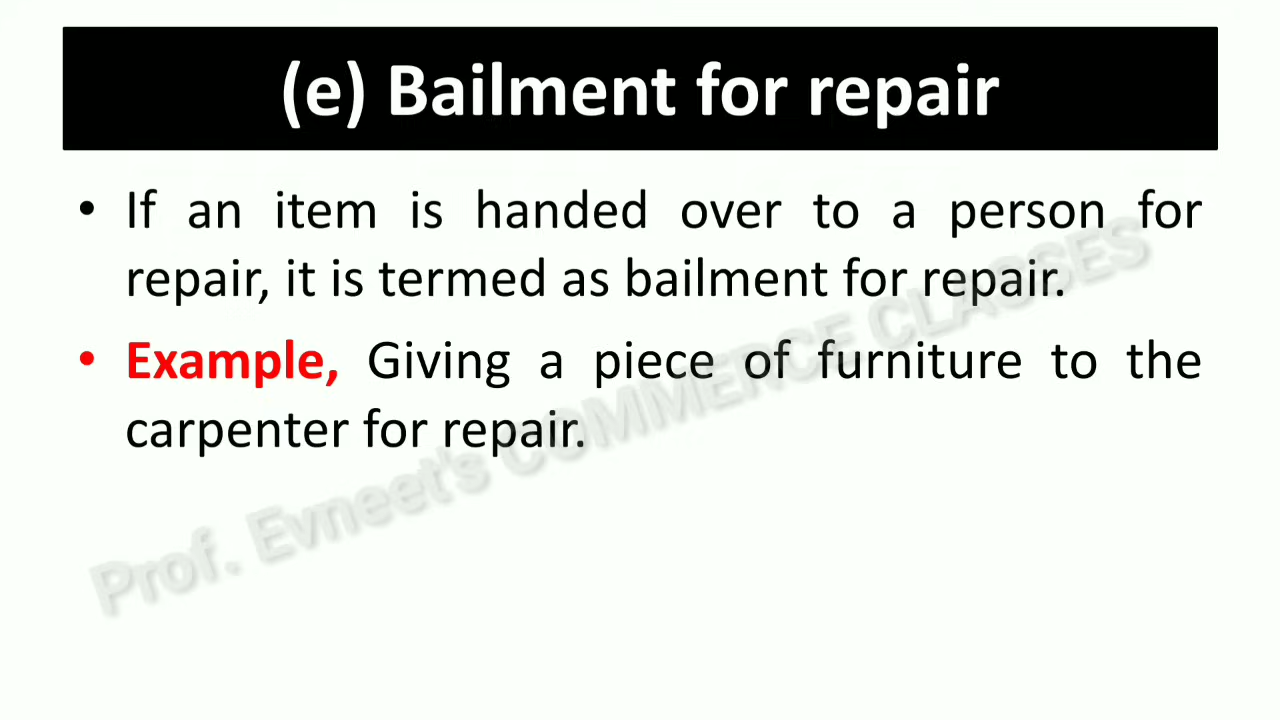 (e) Bailment for repair
• If an item is handed over to a person for
repair, it is termed as bailment for repair.
• Example, Giving a piece of furniture to the
carpenter for repair.
Prof. Evneet's COMMERCE CLASSES